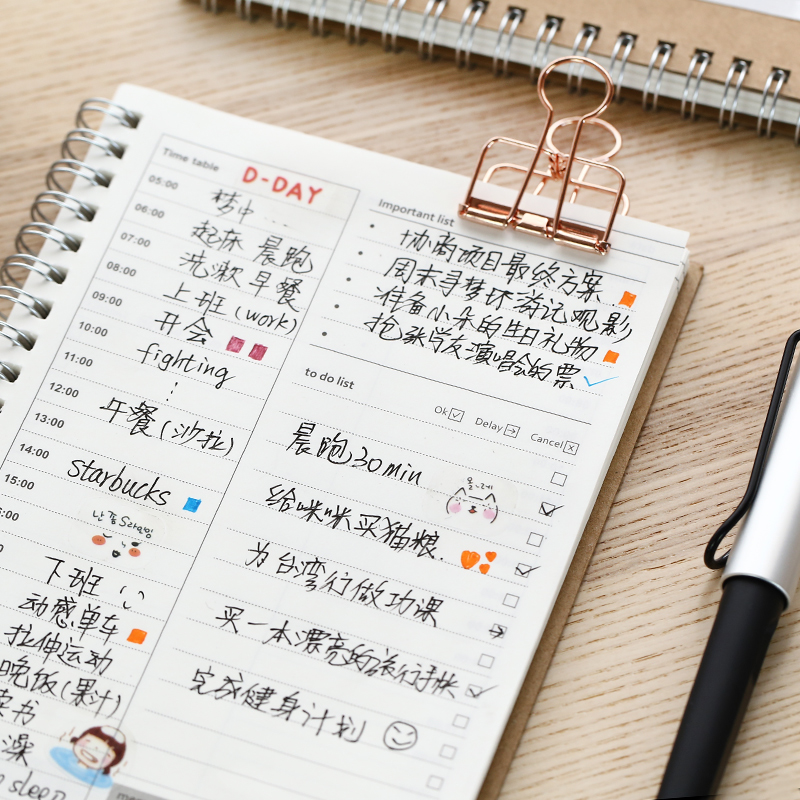 Time table
D-DAY
05:00
梦中...
06:00
起床 晨跑
07:00
洗漱 早餐
08:00
上班 (work)
09:00
开会
10:00
fighting
11:00
12:00
午餐 (沙拉)
13:00
14:00
starbucks
15:00
:00
下班
动感单车
拉伸运动
晚饭 (果汁)
读书
澡
sleep
Important list
• 协商项目最终方案
• 周末寻梦环游记观影
• 准备小朵的生日礼物
• 抢张学友演唱会的票
to do list
Ok Delay Cancel
晨跑30min
给咪咪买猫粮.
为台湾行做功课
买一本漂亮的旅行手帐
完成健身计划